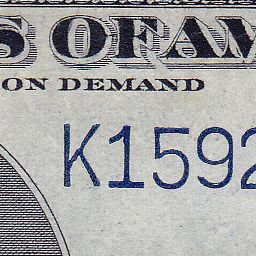 S OF AM
ON DEMAND
K1592